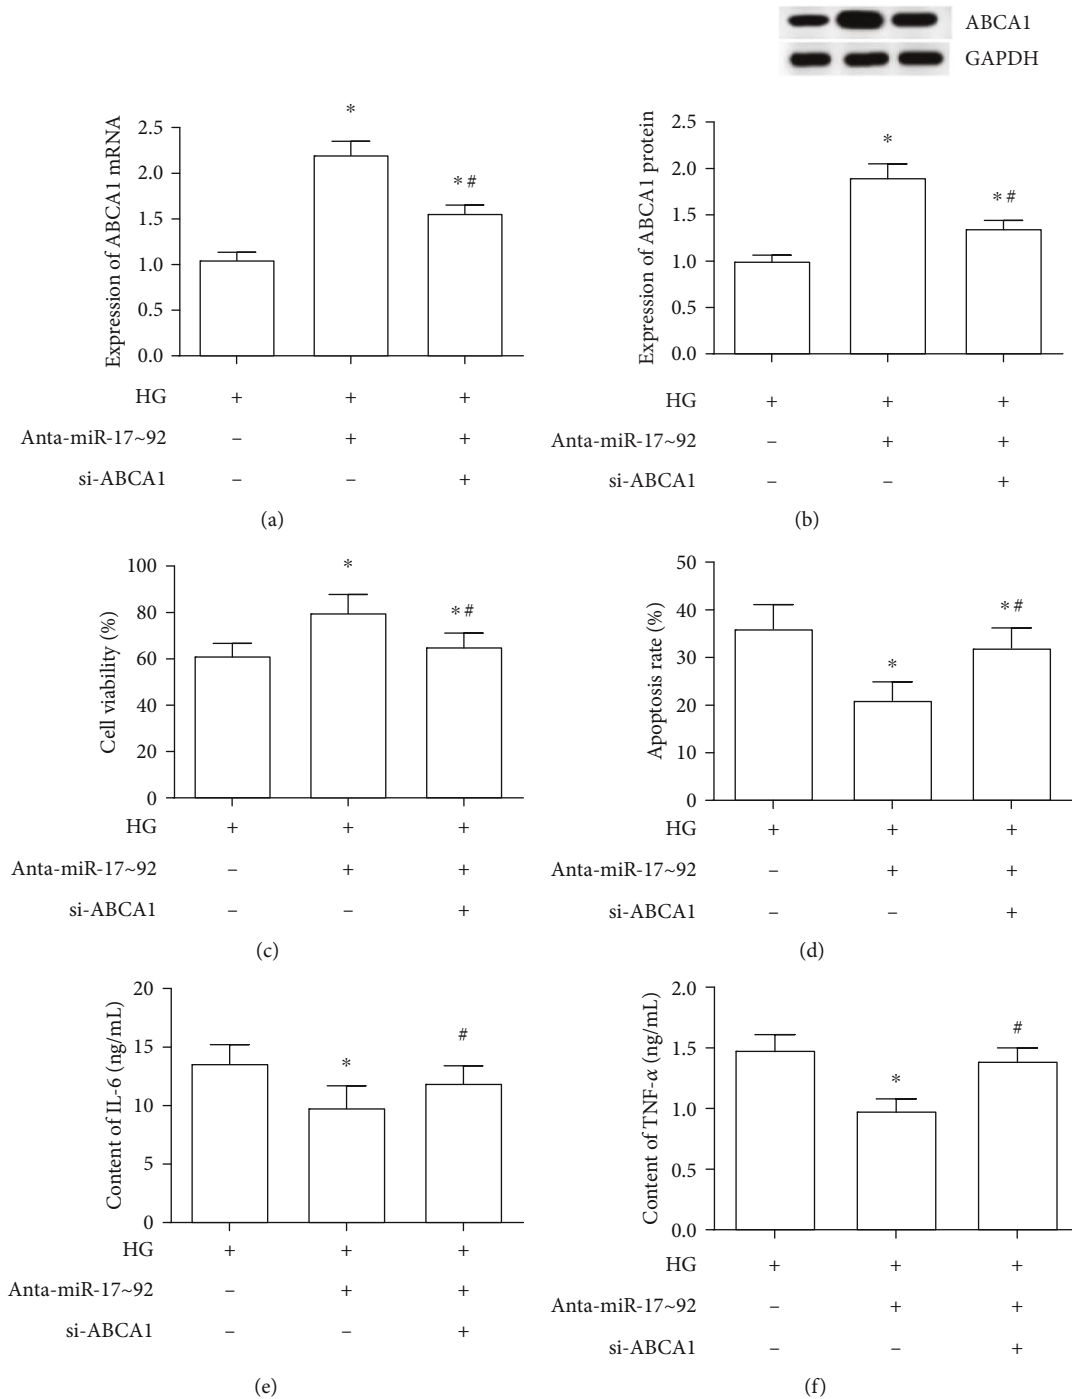 ABCA1
GAPDH
Expression of ABCA1 mRNA
2.5
2.0
1.5
1.0
0.5
0.0
*
* #
HG + + +
Anta-miR-17~92 – + +
si-ABCA1 – – +
(a)
Expression of ABCA1 protein
2.5
2.0
1.5
1.0
0.5
0.0
*
* #
HG + + +
Anta-miR-17~92 – + +
si-ABCA1 – – +
(b)
Cell viability (%)
100
80
60
40
20
0
*
* #
HG + + +
Anta-miR-17~92 – + +
si-ABCA1 – – +
(c)
Apoptosis rate (%)
50
40
30
20
10
0
*
* #
HG + + +
Anta-miR-17~92 – + +
si-ABCA1 – – +
(d)
Content of IL-6 (ng/mL)
20
15
10
5
0
*
#
HG + + +
Anta-miR-17~92 – + +
si-ABCA1 – – +
(e)
Content of TNF-α (ng/mL)
2.0
1.5
1.0
0.5
0.0
*
#
HG + + +
Anta-miR-17~92 – + +
si-ABCA1 – – +
(f)